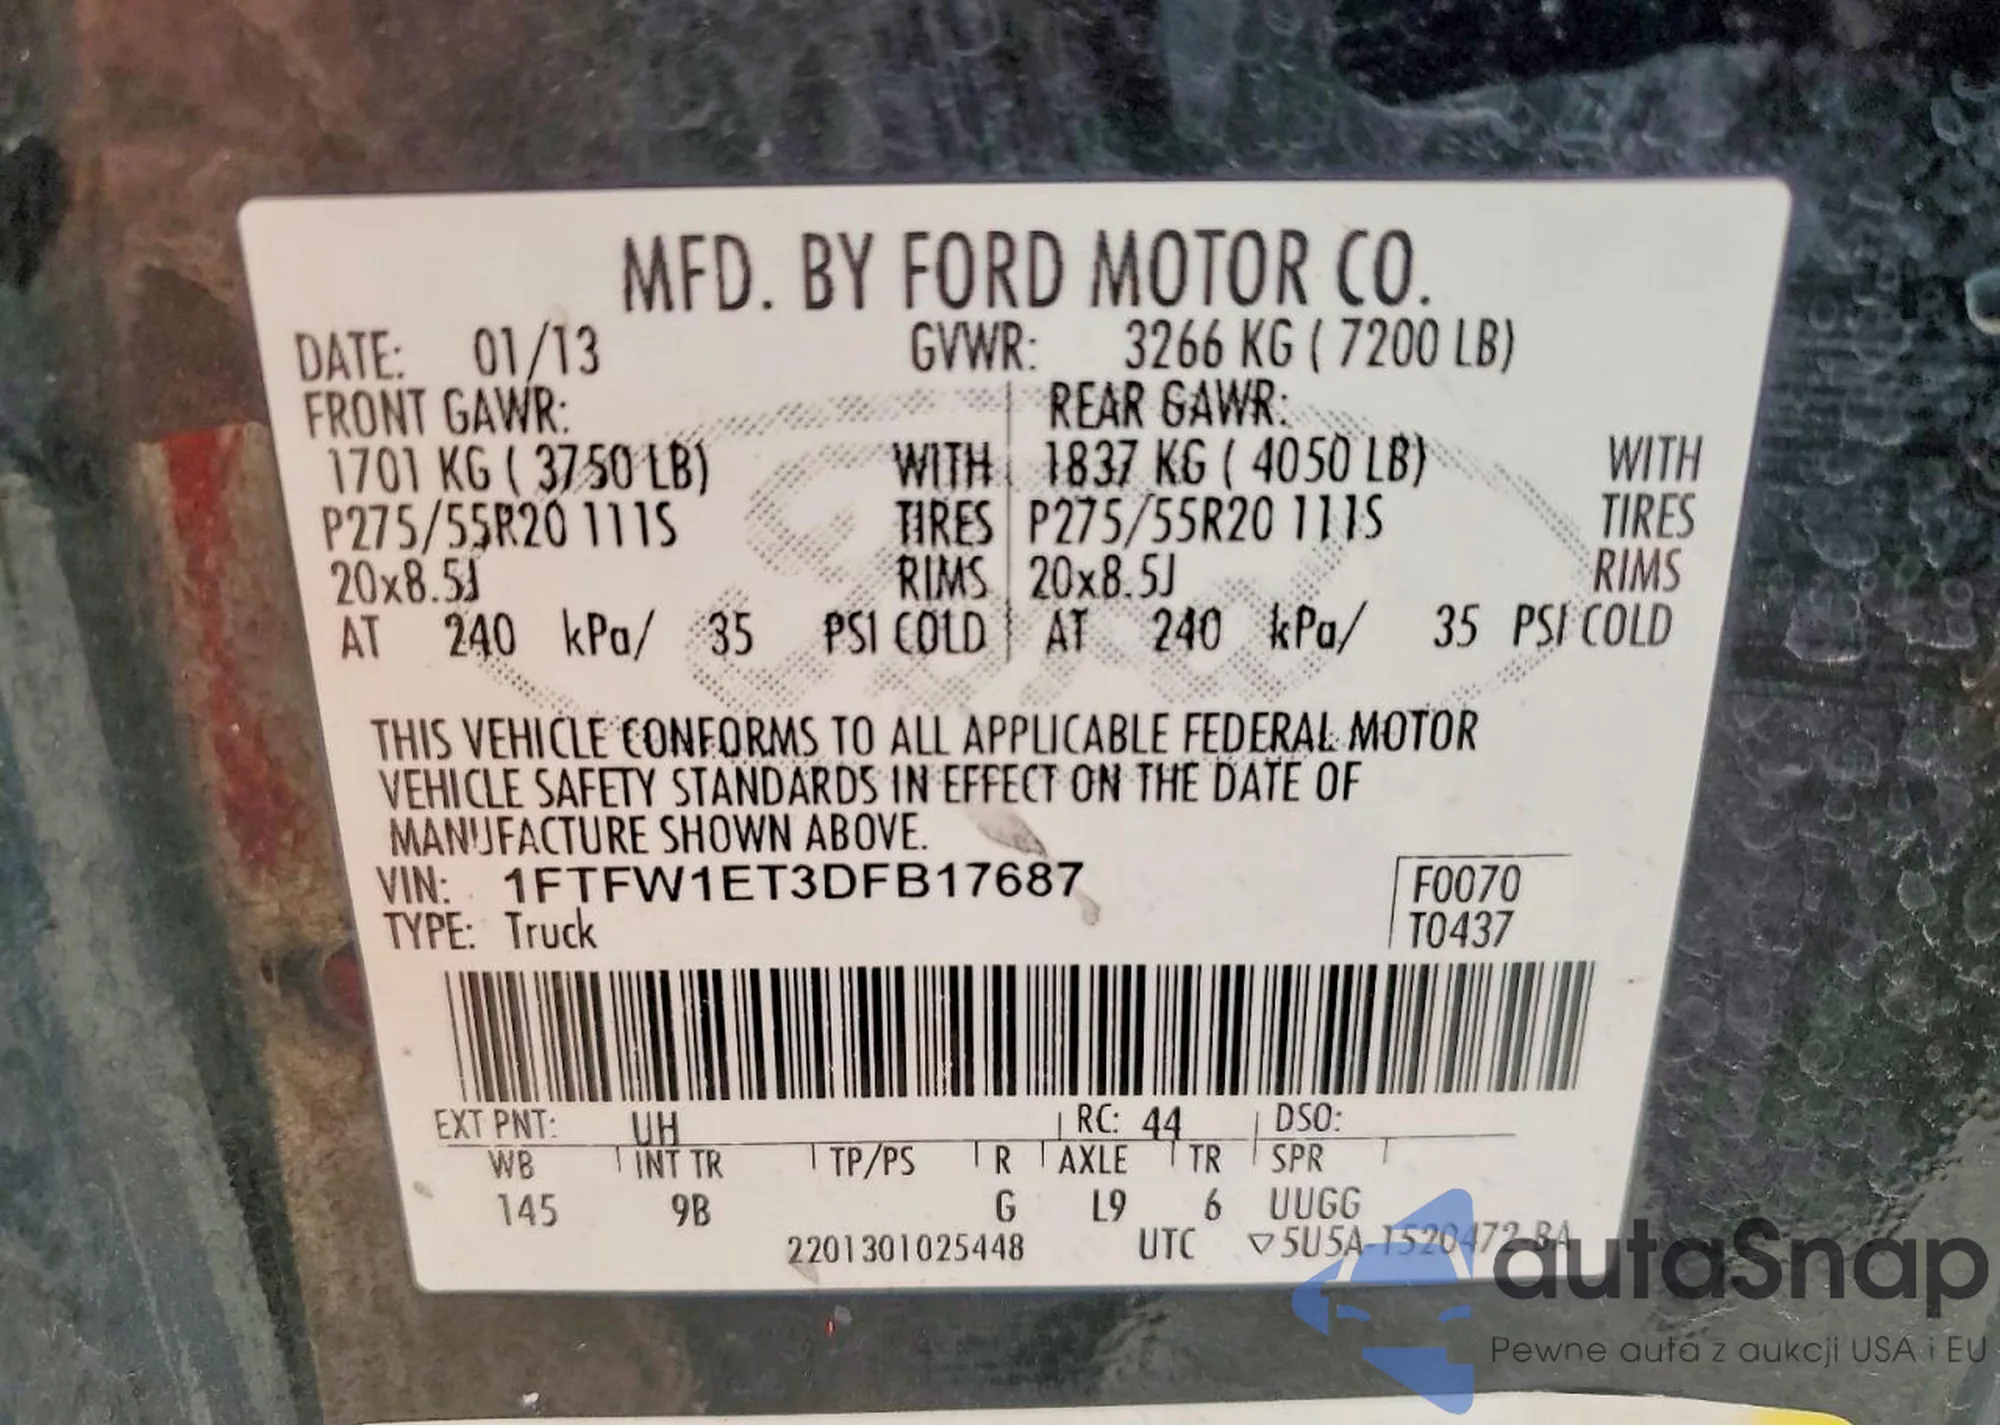 MFD. BY FORD MOTOR CO.
DATE: 01/13 GVWR: 3266 KG ( 7200 LB)
FRONT GAWR: REAR GAWR:
1701 KG ( 3750 LB) WITH 1837 KG ( 4050 LB) WITH
P275/55R20 111S TIRES P275/55R20 111S TIRES
20x8.5J RIMS 20x8.5J RIMS
AT 240 kPa/ 35 PSI COLD AT 240 kPa/ 35 PSI COLD
THIS VEHICLE CONFORMS TO ALL APPLICABLE FEDERAL MOTOR
VEHICLE SAFETY STANDARDS IN EFFECT ON THE DATE OF
MANUFACTURE SHOWN ABOVE.
VIN: 1FTFW1ET3DFB17687 F0070
TYPE: Truck T0437
EXT PNT: UH RC: 44 DSO:
WB INT TR TP/PS R AXLE TR SPR
145 9B G L9 6 UUGG
2201301025448 UTC ▽5U5A-1520472-BA
autaSnap
Pewne auta z aukcji USA i EU